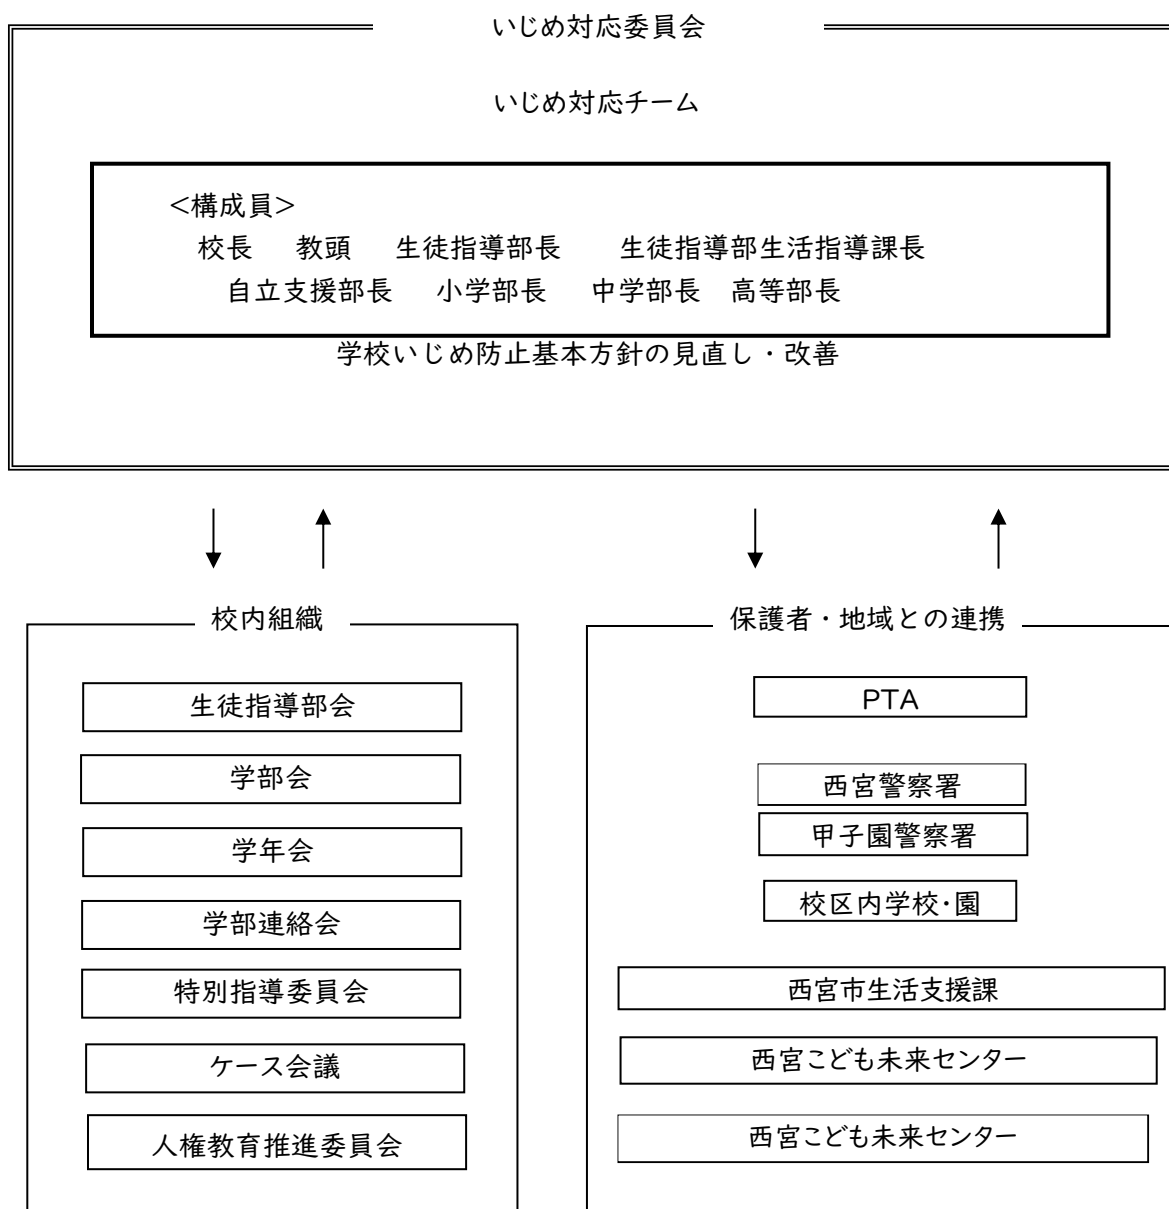 いじめ対応委員会
いじめ対応チーム
<構成員>
校長 教頭 生徒指導部長 生徒指導部生活指導課長
自立支援部長 小学部長 中学部長 高等部長
学校いじめ防止基本方針の見直し・改善
校内組織
生徒指導部会
学部会
学年会
学部連絡会
特別指導委員会
ケース会議
人権教育推進委員会
保護者・地域との連携
PTA
西宮警察署
甲子園警察署
校区内学校・園
西宮市生活支援課
西宮こども未来センター
西宮こども未来センター